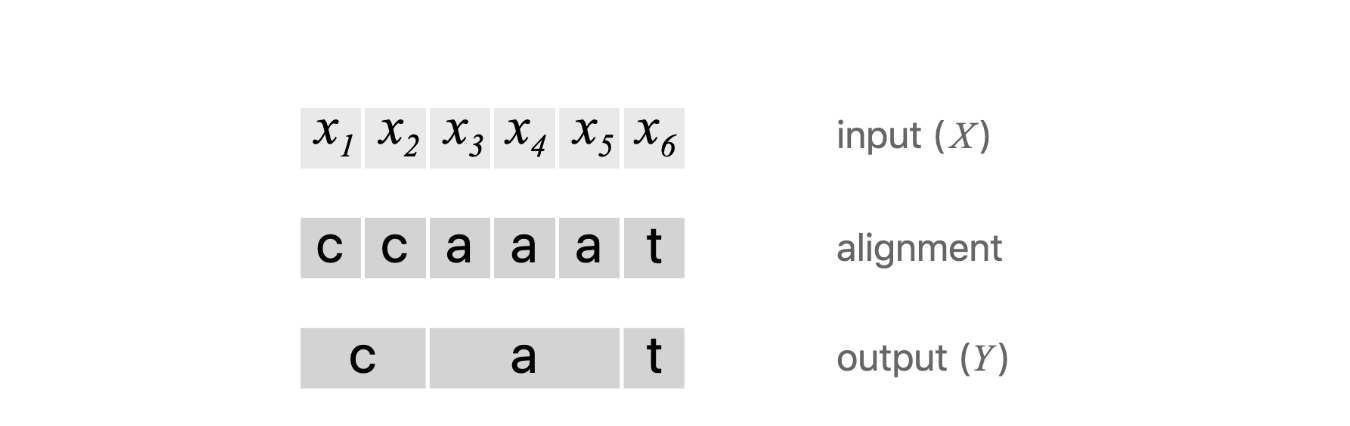 x1 x2 x3 x4 x5 x6 input (X)
c c a a a t alignment
c a t output (Y)